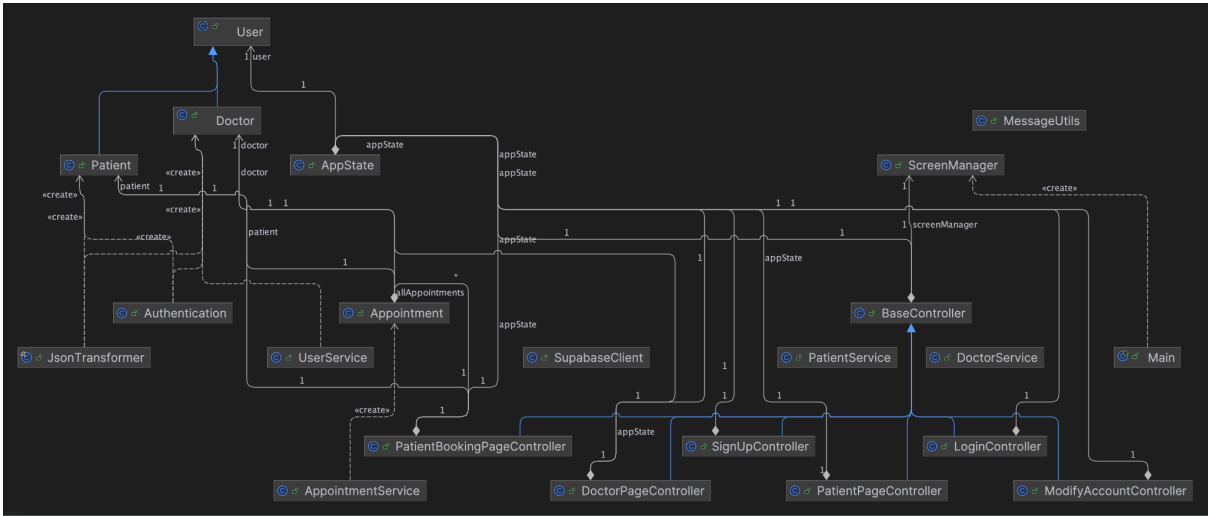 User
1 user
1
Doctor
MessageUtils
1 doctor
appState
appState
Patient
AppState
ScreenManager
«create»
doctor
appState
patient 1
1
1
«create»
«create»
1 1
1 1
«create»
«create»
patient
appState
1
1
1 screenManager
1
1
appState
*
allAppointments
Authentication
Appointment
BaseController
appState
JsonTransformer
UserService
SupabaseClient
PatientService
DoctorService
Main
1
1
1
1
1
1
1
1
1
«create»
1
appState
PatientBookingPageController
SignUpController
LoginController
1
1
1
AppointmentService
DoctorPageController
PatientPageController
ModifyAccountController